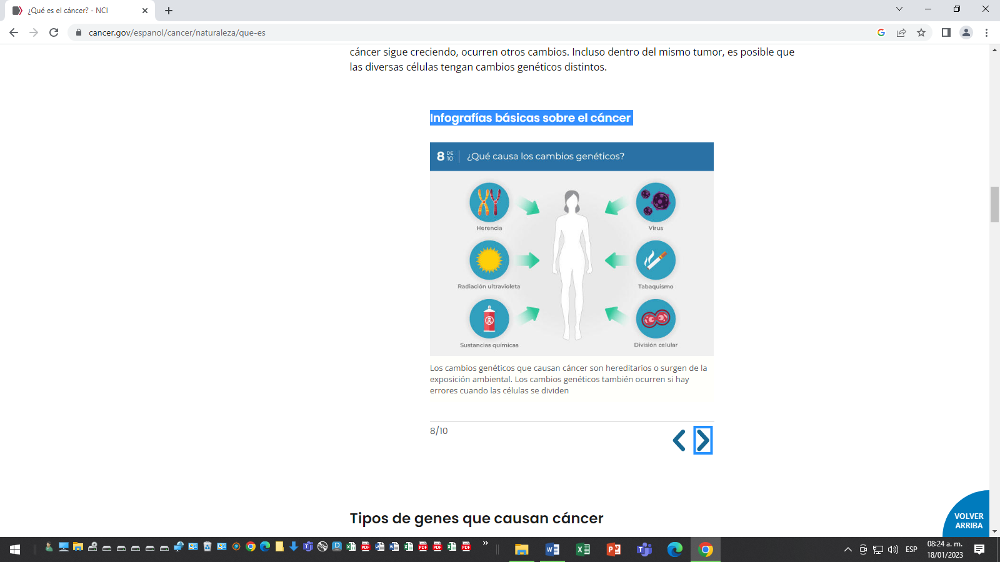 ¿Qué es el cáncer? - NCI
cancer.gov/espanol/cancer/naturaleza/que-es
cáncer sigue creciendo, ocurren otros cambios. Incluso dentro del mismo tumor, es posible que
las diversas células tengan cambios genéticos distintos.
Infografías básicas sobre el cáncer
8 DE 10 ¿Qué causa los cambios genéticos?
Herencia
Virus
Radiación ultravioleta
Tabaquismo
Sustancias químicas
División celular
Los cambios genéticos que causan cáncer son hereditarios o surgen de la
exposición ambiental. Los cambios genéticos también ocurren si hay
errores cuando las células se dividen
8/10
Tipos de genes que causan cáncer
VOLVER
ARRIBA
ESP
08:24 a. m.
18/01/2023